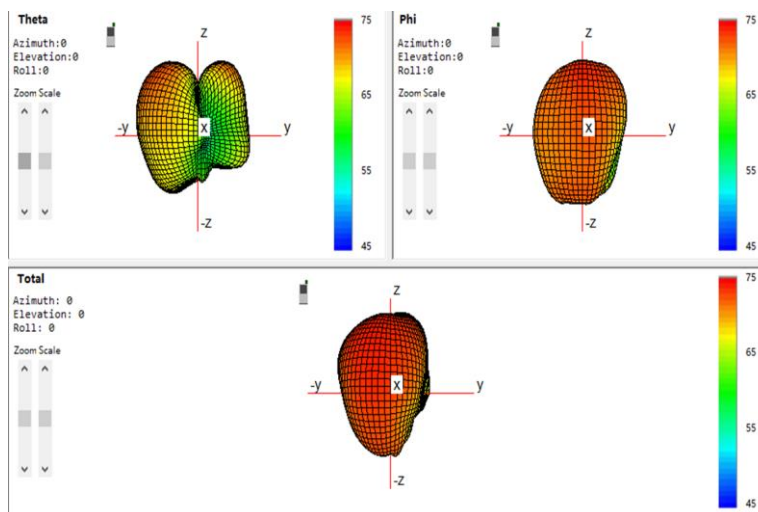 Theta
Azimuth:0
Elevation:0
Roll:0
Zoom Scale
z
-y
x
y
-z
75
65
55
45
Phi
Azimuth:0
Elevation:0
Roll:0
Zoom Scale
z
-y
x
y
-z
75
65
55
45
Total
Azimuth: 0
Elevation: 0
Roll: 0
Zoom Scale
z
-y
x
y
-z
75
65
55
45